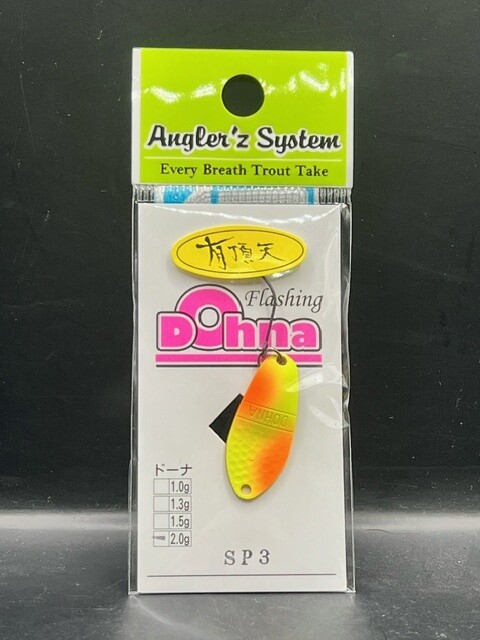 Angler'z System
Every Breath Trout Take
有頂天
Flashing
Dohna
DOHNA
ドーナ
1.0g
1.3g
1.5g
2.0g
SP3